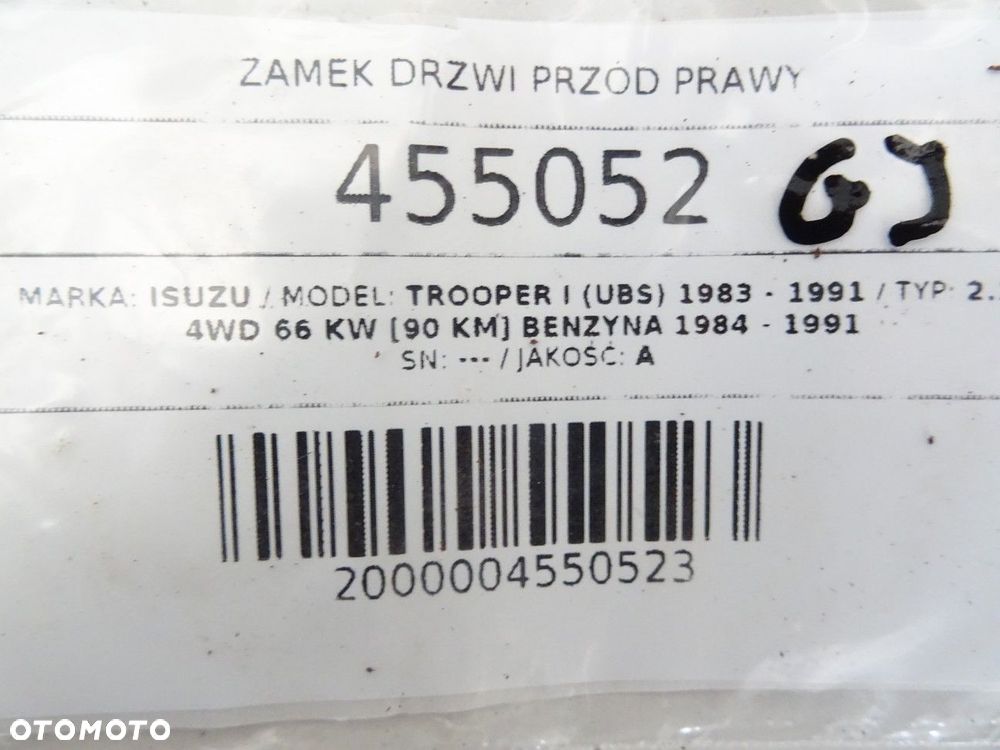 ZAMEK DRZWI PRZÓD PRAWY
455052 GJ
MARKA: ISUZU / MODEL: TROOPER I (UBS) 1983 - 1991 / TYP: 2.
4WD 66 KW [90 KM] BENZYNA 1984 - 1991
SN: --- / JAKOŚĆ: A
2000004550523
OTOMOTO